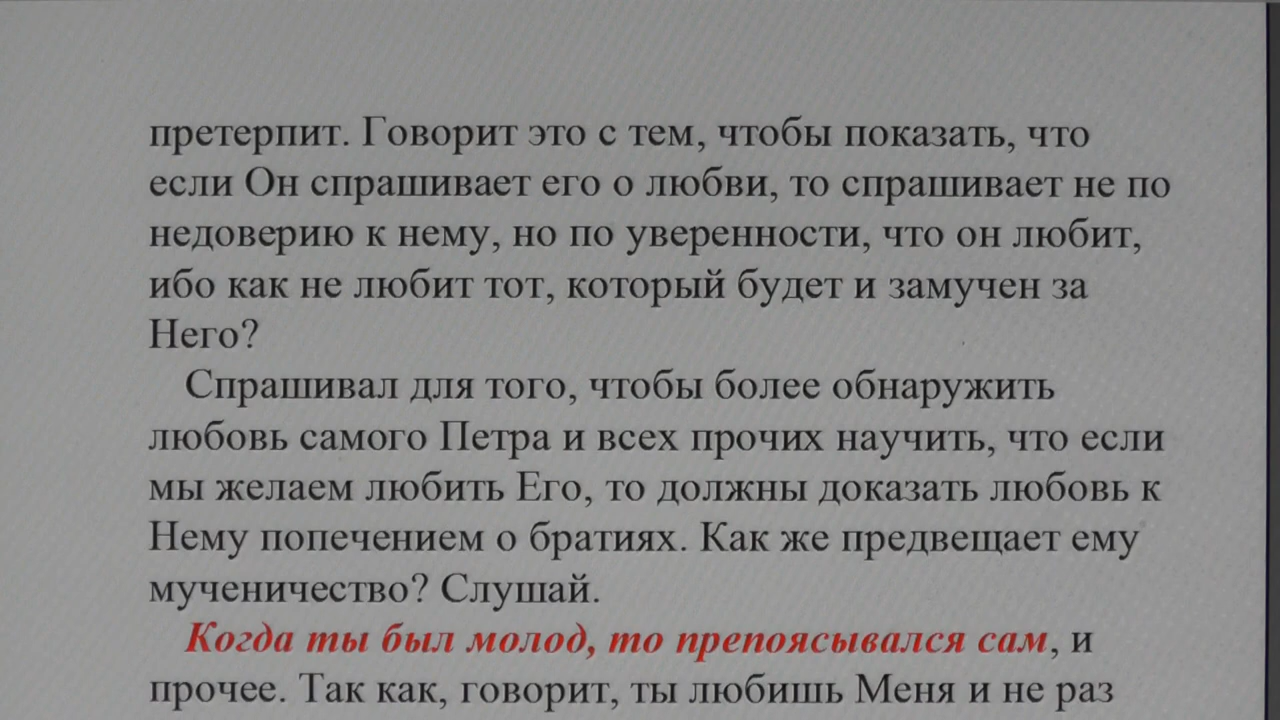 претерпит. Говорит это с тем, чтобы показать, что
если Он спрашивает его о любви, то спрашивает не по
недоверию к нему, но по уверенности, что он любит,
ибо как не любит тот, который будет и замучен за
Него?
Спрашивал для того, чтобы более обнаружить
любовь самого Петра и всех прочих научить, что если
мы желаем любить Его, то должны доказать любовь к
Нему попечением о братиях. Как же предвещает ему
мученичество? Слушай.
Когда ты был молод, то препоясывался сам, и
прочее. Так как, говорит, ты любишь Меня и не раз